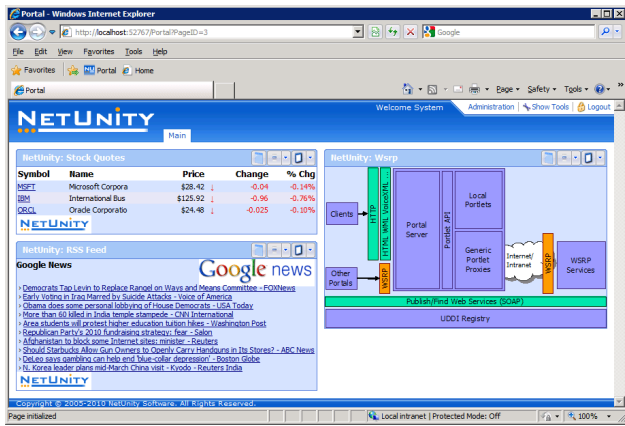 Portal - Windows Internet Explorer
http://localhost:52767/Portal?PageID=3
Google
File Edit View Favorites Tools Help
Favorites Portal Home
Portal
Page Safety Tools
Welcome System Administration Show Tools Logout
NETUNITY
Main
NetUnity: Stock Quotes
Symbol Name Price Change % Chg
MSFT Microsoft Corpora $28.42 ↓ -0.04 -0.14%
IBM International Bus $125.92 ↓ -0.96 -0.76%
ORCL Oracle Corporatio $24.48 ↓ -0.025 -0.10%
NETUNITY
NetUnity: RSS Feed
Google News
Google news
Democrats Tap Levin to Replace Rangel on Ways and Means Committee - FOXNews
Early Voting in Iraq Marred by Suicide Attacks - Voice of America
Obama does some personal lobbying of House Democrats - USA Today
More than 60 killed in India temple stampede - CNN International
Area students will protest higher education tuition hikes - Washington Post
Republican Party's 2010 fundraising strategy: fear - Salon
Afghanistan to block some Internet sites: minister - Reuters
Should Starbucks Allow Gun Owners to Openly Carry Handguns in Its Stores? - ABC News
DeLeo says gambling can help end 'blue-collar depression' - Boston Globe
N. Korea leader plans mid-March China visit - Kyodo - Reuters India
NETUNITY
NetUnity: Wsrp
Clients
HTTP
HTML WML VoiceXML...
Portal
Server
Portlet API
Local
Portlets
Generic
Portlet
Proxies
Internet/
Intranet
WSRP
WSRP
Services
Other
Portals
WSRP
Publish/Find Web Services (SOAP)
UDDI Registry
Copyright © 2005-2010 NetUnity Software. All Rights Reserved.
Page initialized
Local intranet | Protected Mode: Off
100%